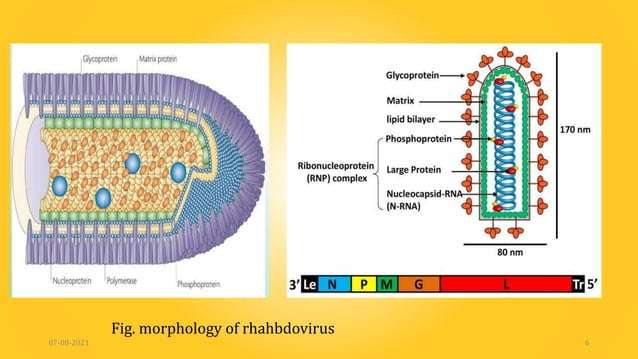 Glycoprotein
Matrix protein
Nucleoprotein
Polymerase
Phosphoprotein
Glycoprotein
Matrix
lipid bilayer
Phosphoprotein
Ribonucleoprotein
(RNP) complex
Large Protein
Nucleocapsid-RNA
(N-RNA)
170 nm
80 nm
3’ Le N P M G L Tr 5’
Fig. morphology of rhahbdovirus
07-08-2021
6